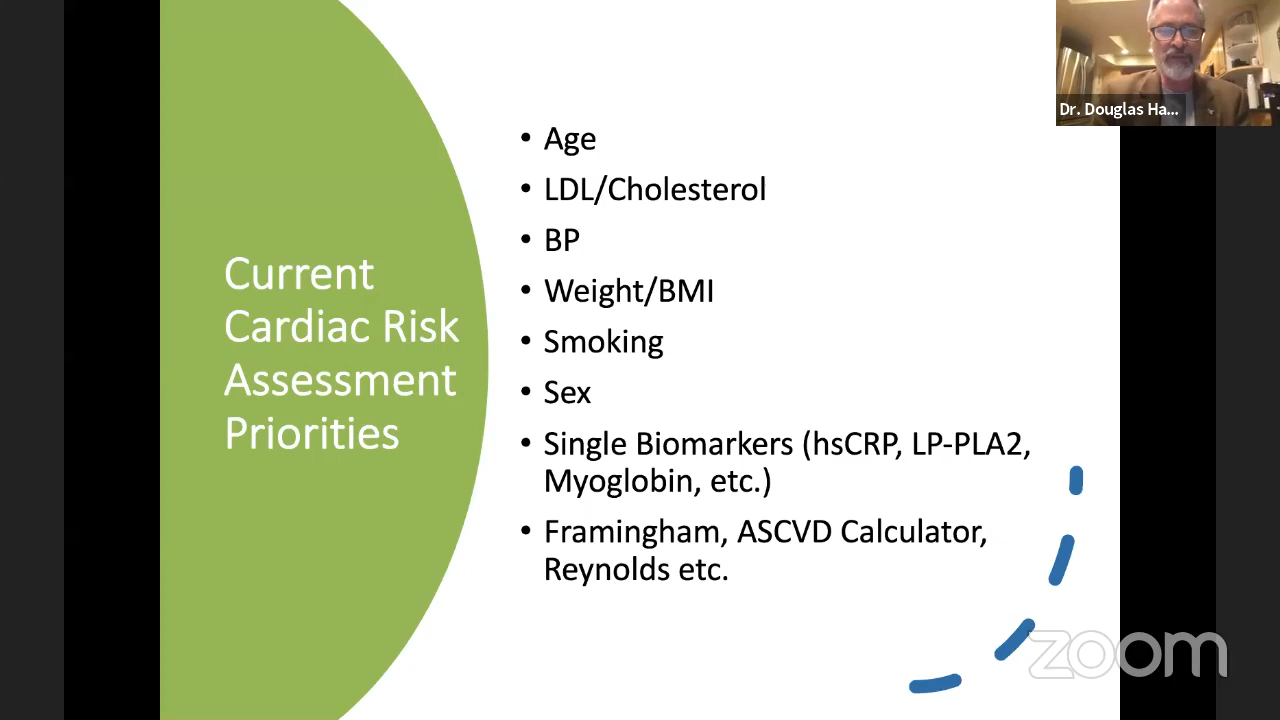 Dr. Douglas Ha...
Current
Cardiac Risk
Assessment
Priorities
• Age
• LDL/Cholesterol
• BP
• Weight/BMI
• Smoking
• Sex
• Single Biomarkers (hsCRP, LP-PLA2,
Myoglobin, etc.)
• Framingham, ASCVD Calculator,
Reynolds etc.
zoom